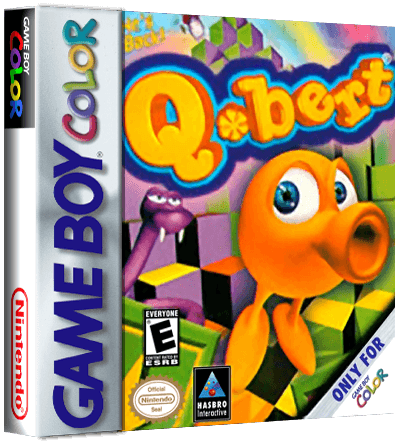 GAME BOY
COLOR
Nintendo
GAME BOY COLOR
It's
Back!
Q*bert
EVERYONE
E
CONTENT RATED BY
ESRB
Official
Nintendo
Seal
HASBRO
Interactive
ONLY FOR
GAME BOY
COLOR